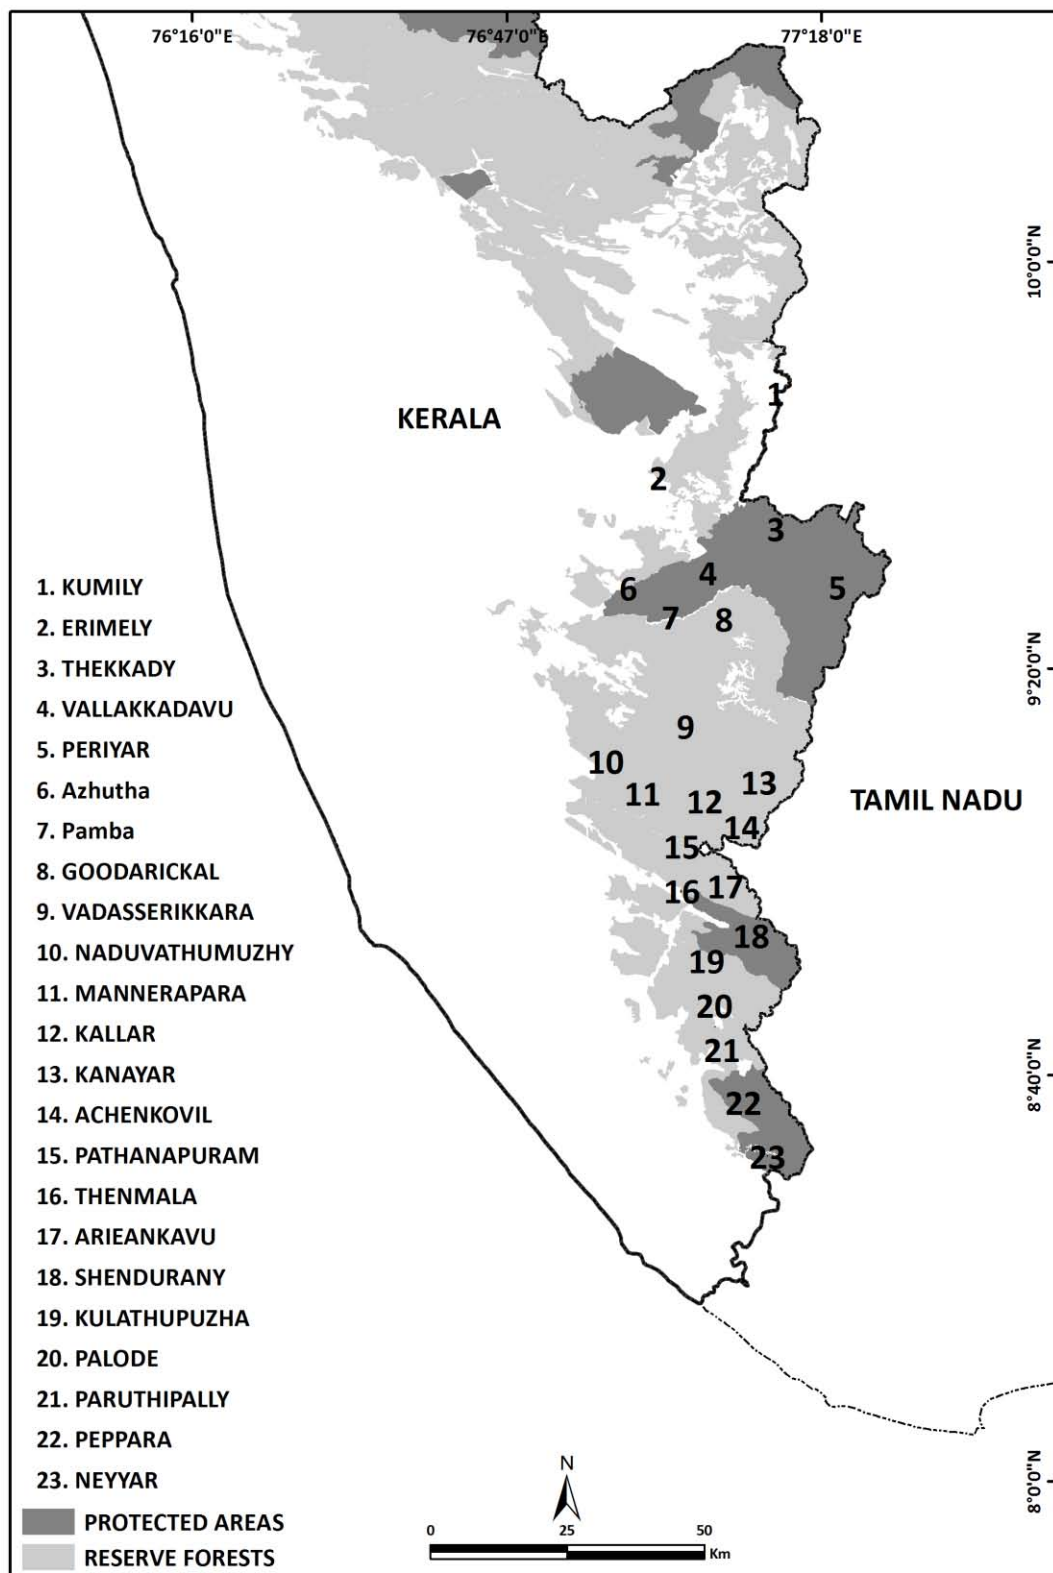 76°16'0"E 76°47'0"E 77°18'0"E
10°0'0"N
1
KERALA
2
3
4
5
6
7
8
1. KUMILY
2. ERIMELY
3. THEKKADY
4. VALLAKKADAVU
5. PERIYAR
6. Azhutha
7. Pamba
8. GOODARICKAL
9. VADASSERIKKARA
10. NADUVATHUMUZHY
11. MANNERAPARA
12. KALLAR
13. KANAYAR
14. ACHENKOVIL
15. PATHANAPURAM
16. THENMALA
17. ARIEANKAVU
18. SHENDURANY
19. KULATHUPUZHA
20. PALODE
21. PARUTHIPALLY
22. PEPPARA
23. NEYYAR
PROTECTED AREAS
RESERVE FORESTS
9°20'0"N
9
10
11
12
13
TAMIL NADU
14
15
16
17
18
19
20
21
8°40'0"N
22
23
N
0 25 50
Km
8°0'0"N